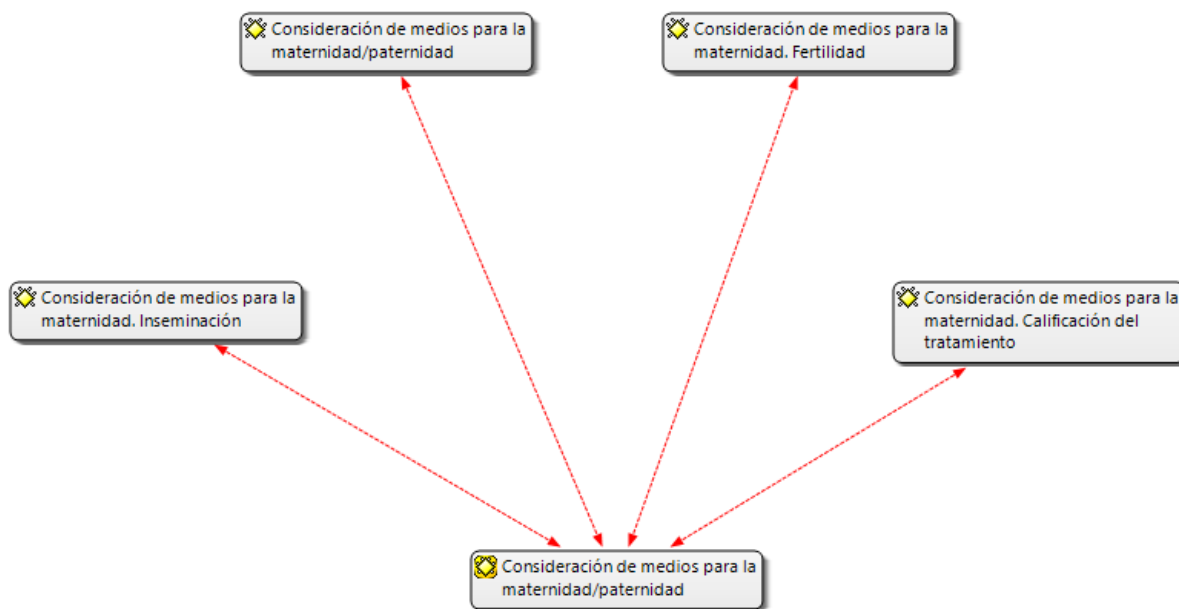 Consideración de medios para la
maternidad/paternidad
Consideración de medios para la
maternidad. Fertilidad
Consideración de medios para la
maternidad. Inseminación
Consideración de medios para la
maternidad. Calificación del
tratamiento
Consideración de medios para la
maternidad/paternidad